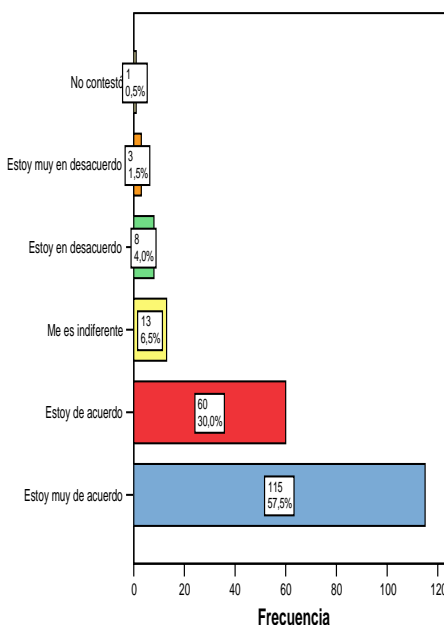 No contestó
1
0,5%
Estoy muy en desacuerdo
3
1,5%
Estoy en desacuerdo
8
4,0%
Me es indiferente
13
6,5%
Estoy de acuerdo
60
30,0%
Estoy muy de acuerdo
115
57,5%
0 20 40 60 80 100 120
Frecuencia